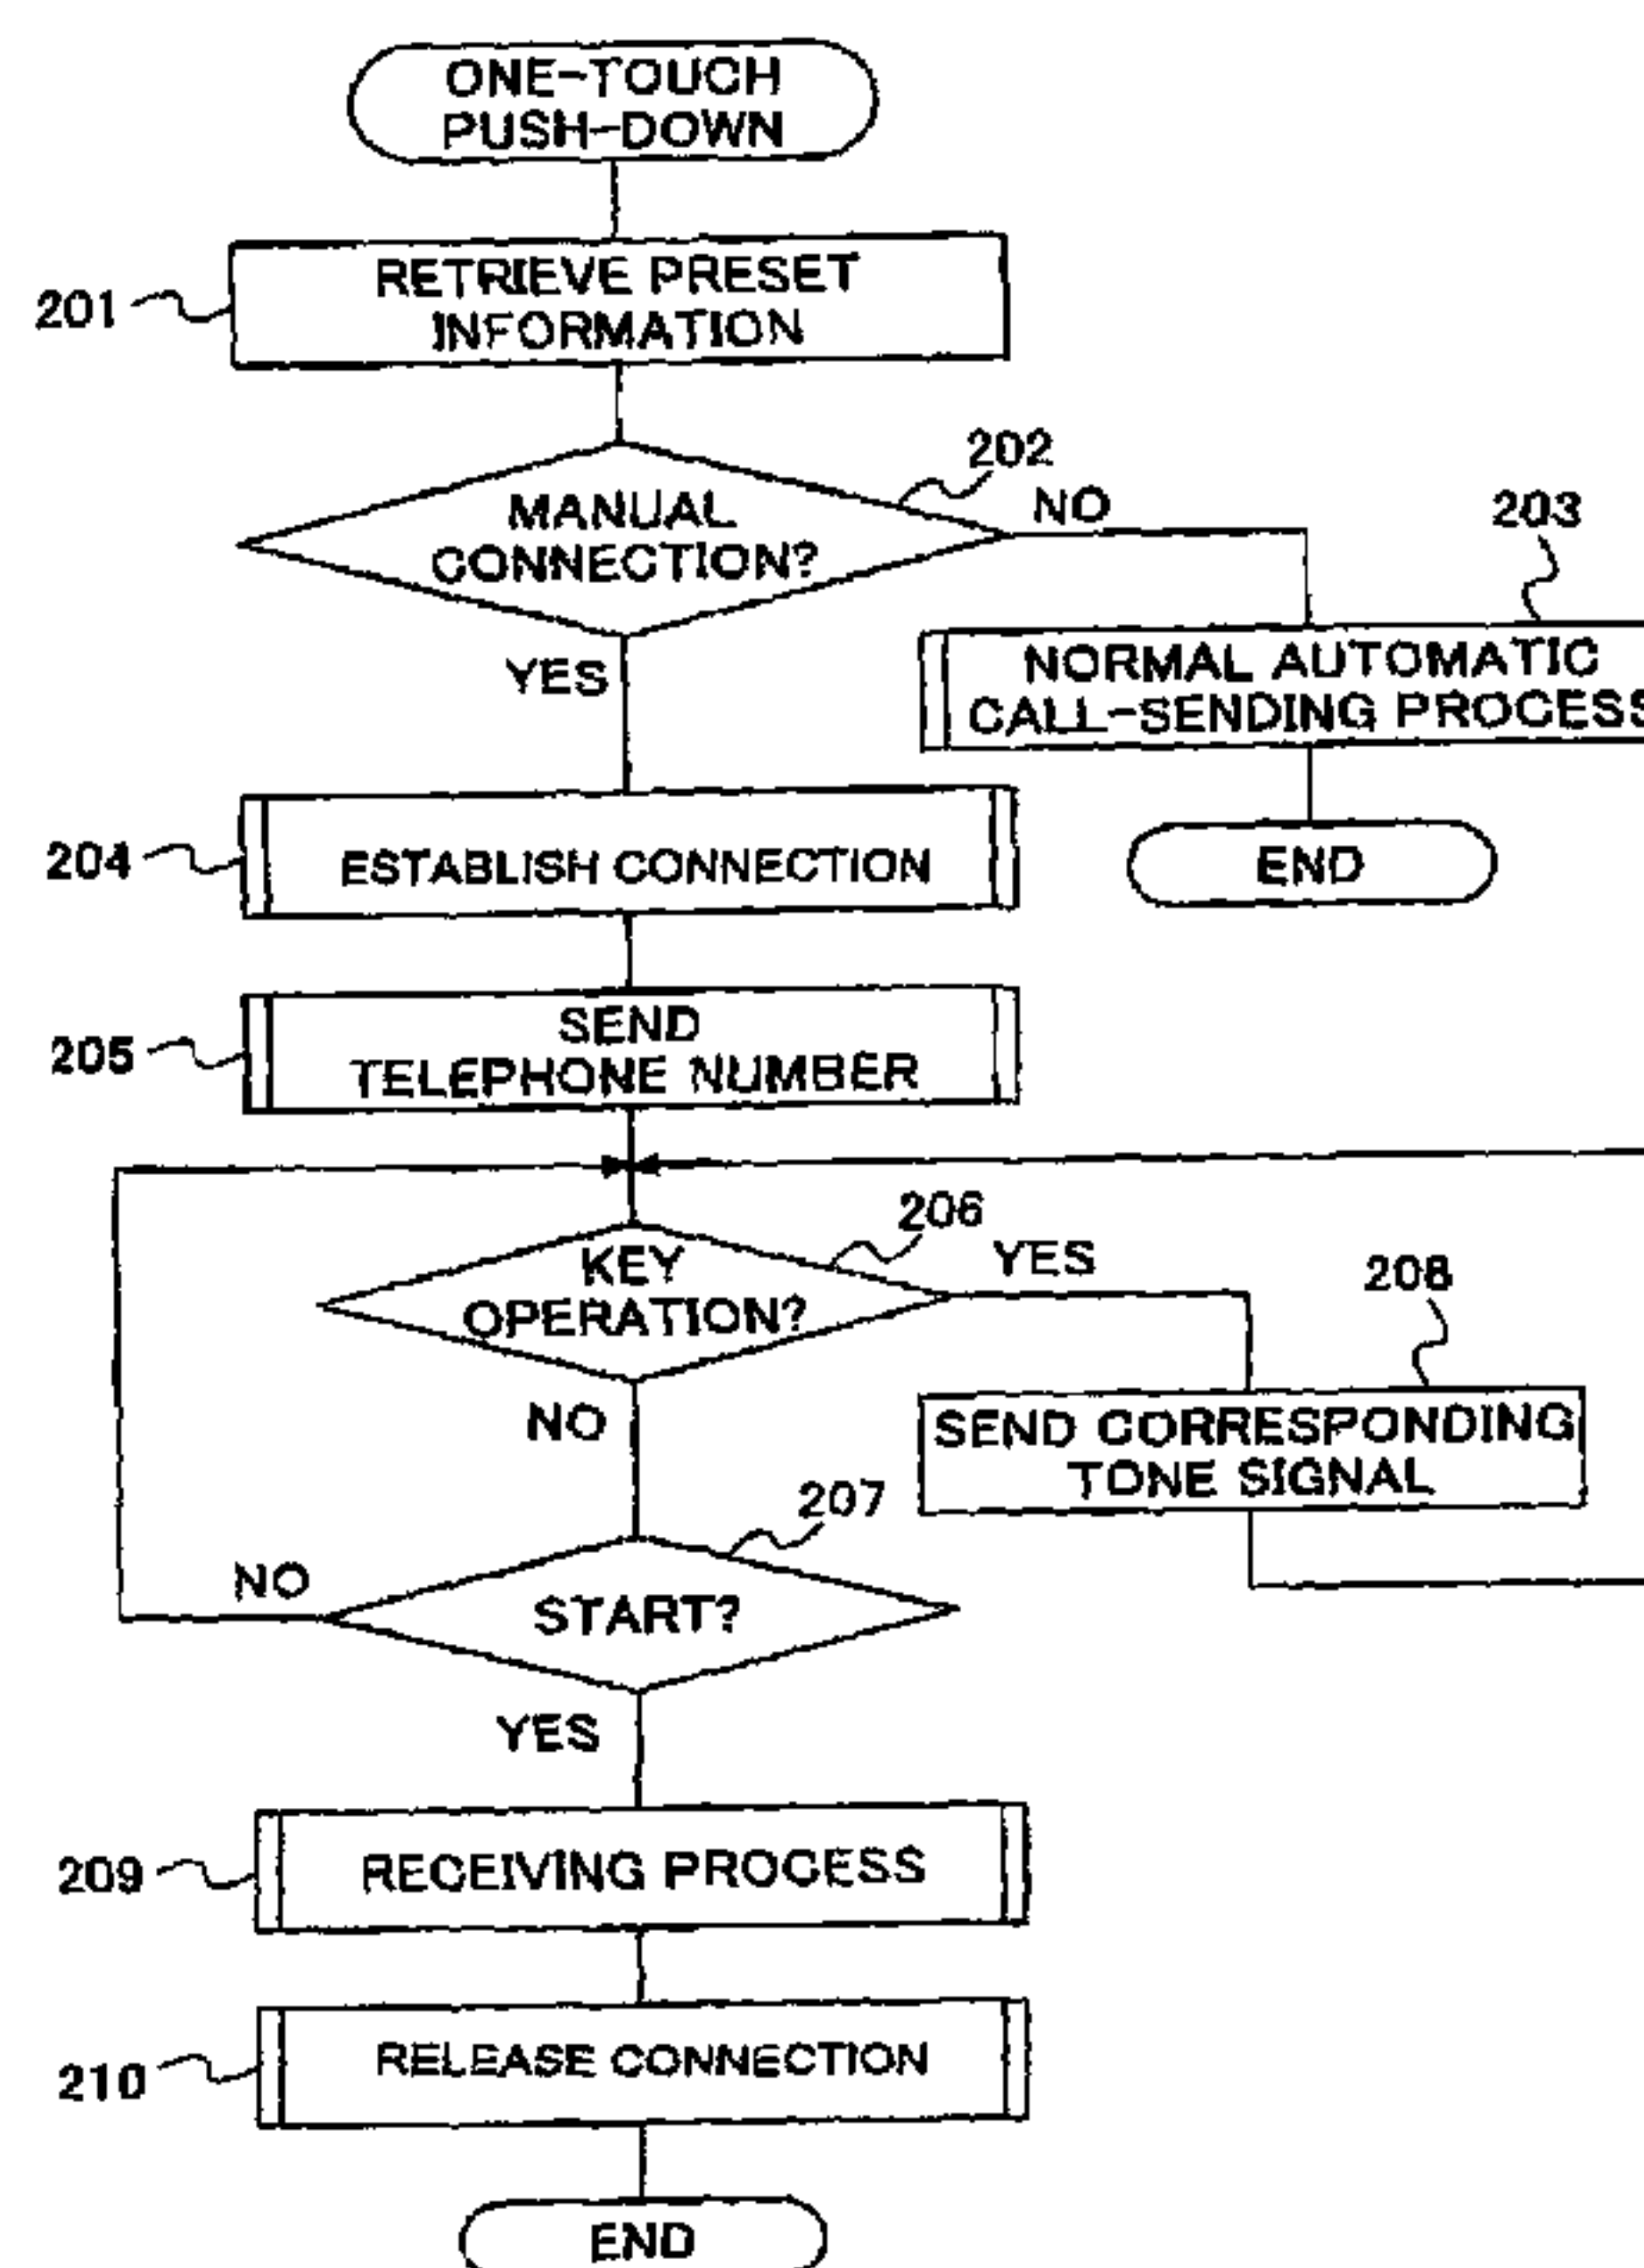 ONE-TOUCH
PUSH-DOWN
201
RETRIEVE PRESET
INFORMATION
202
MANUAL
CONNECTION?
NO
203
YES
NORMAL AUTOMATIC
CALL-SENDING PROCESS
204
ESTABLISH CONNECTION
END
205
SEND
TELEPHONE NUMBER
206
KEY
OPERATION?
YES
208
NO
SEND CORRESPONDING
TONE SIGNAL
207
NO
START?
YES
209
RECEIVING PROCESS
210
RELEASE CONNECTION
END